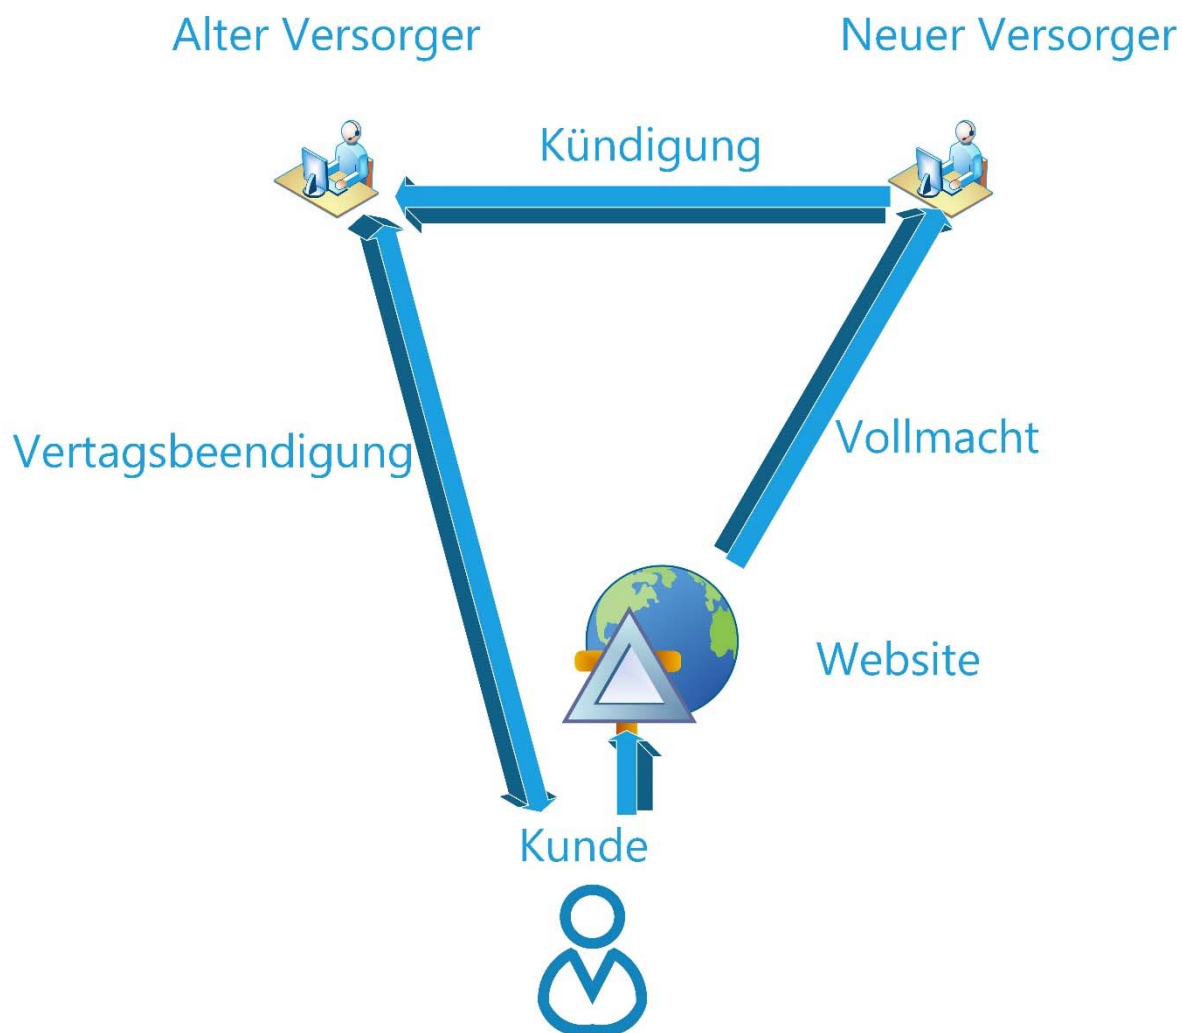 Alter Versorger
Neuer Versorger
Kündigung
Vertagsbeendigung
Vollmacht
Website
Kunde